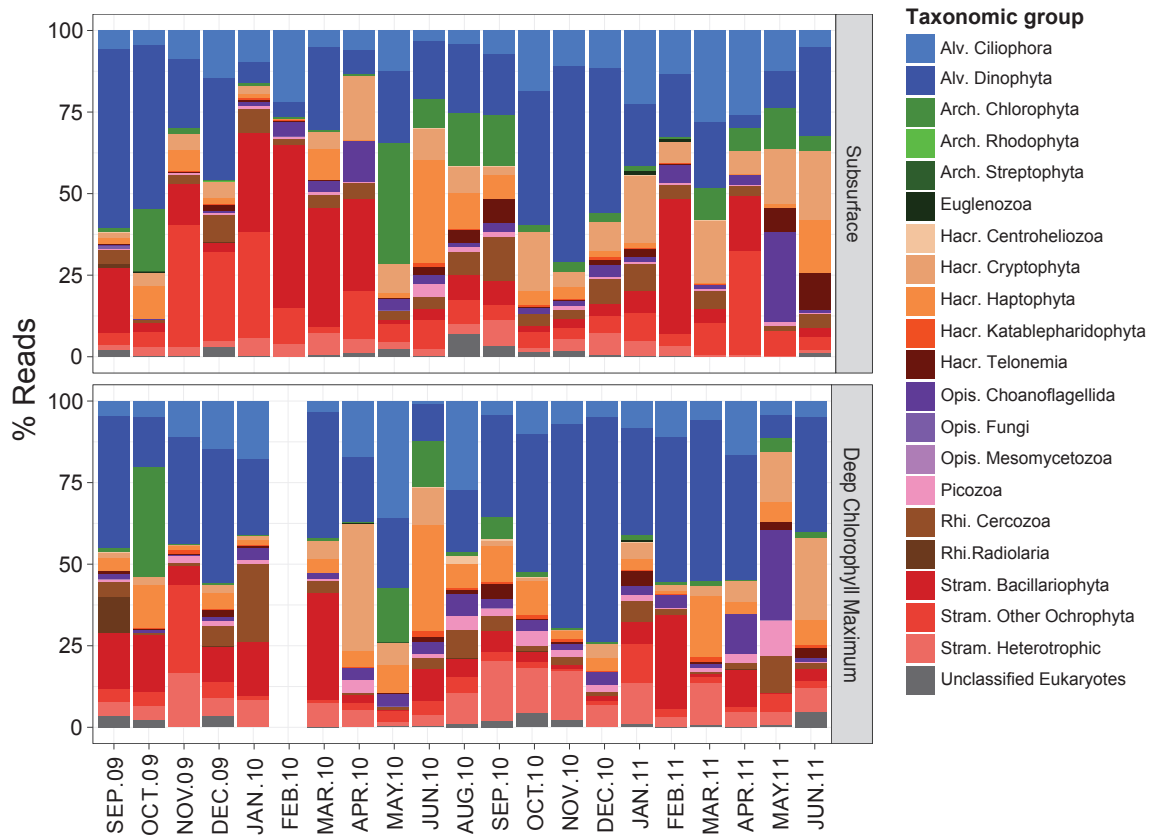 Taxonomic group
Alv. Ciliophora
Alv. Dinophyta
Arch. Chlorophyta
Arch. Rhodophyta
Arch. Streptophyta
Euglenozoa
Hacr. Centroheliozoa
Hacr. Cryptophyta
Hacr. Haptophyta
Hacr. Katablepharidophyta
Hacr. Telonemia
Opis. Choanoflagellida
Opis. Fungi
Opis. Mesomycetozoa
Picozoa
Rhi. Cercozoa
Rhi.Radiolaria
Stram. Bacillariophyta
Stram. Other Ochrophyta
Stram. Heterotrophic
Unclassified Eukaryotes
% Reads
100
75
50
25
0
Subsurface
100
75
50
25
0
Deep Chlorophyll Maximum
SEP.09
OCT.09
NOV.09
DEC.09
JAN.10
FEB.10
MAR.10
APR.10
MAY.10
JUN.10
AUG.10
SEP.10
OCT.10
NOV.10
DEC.10
JAN.11
FEB.11
MAR.11
APR.11
MAY.11
JUN.11